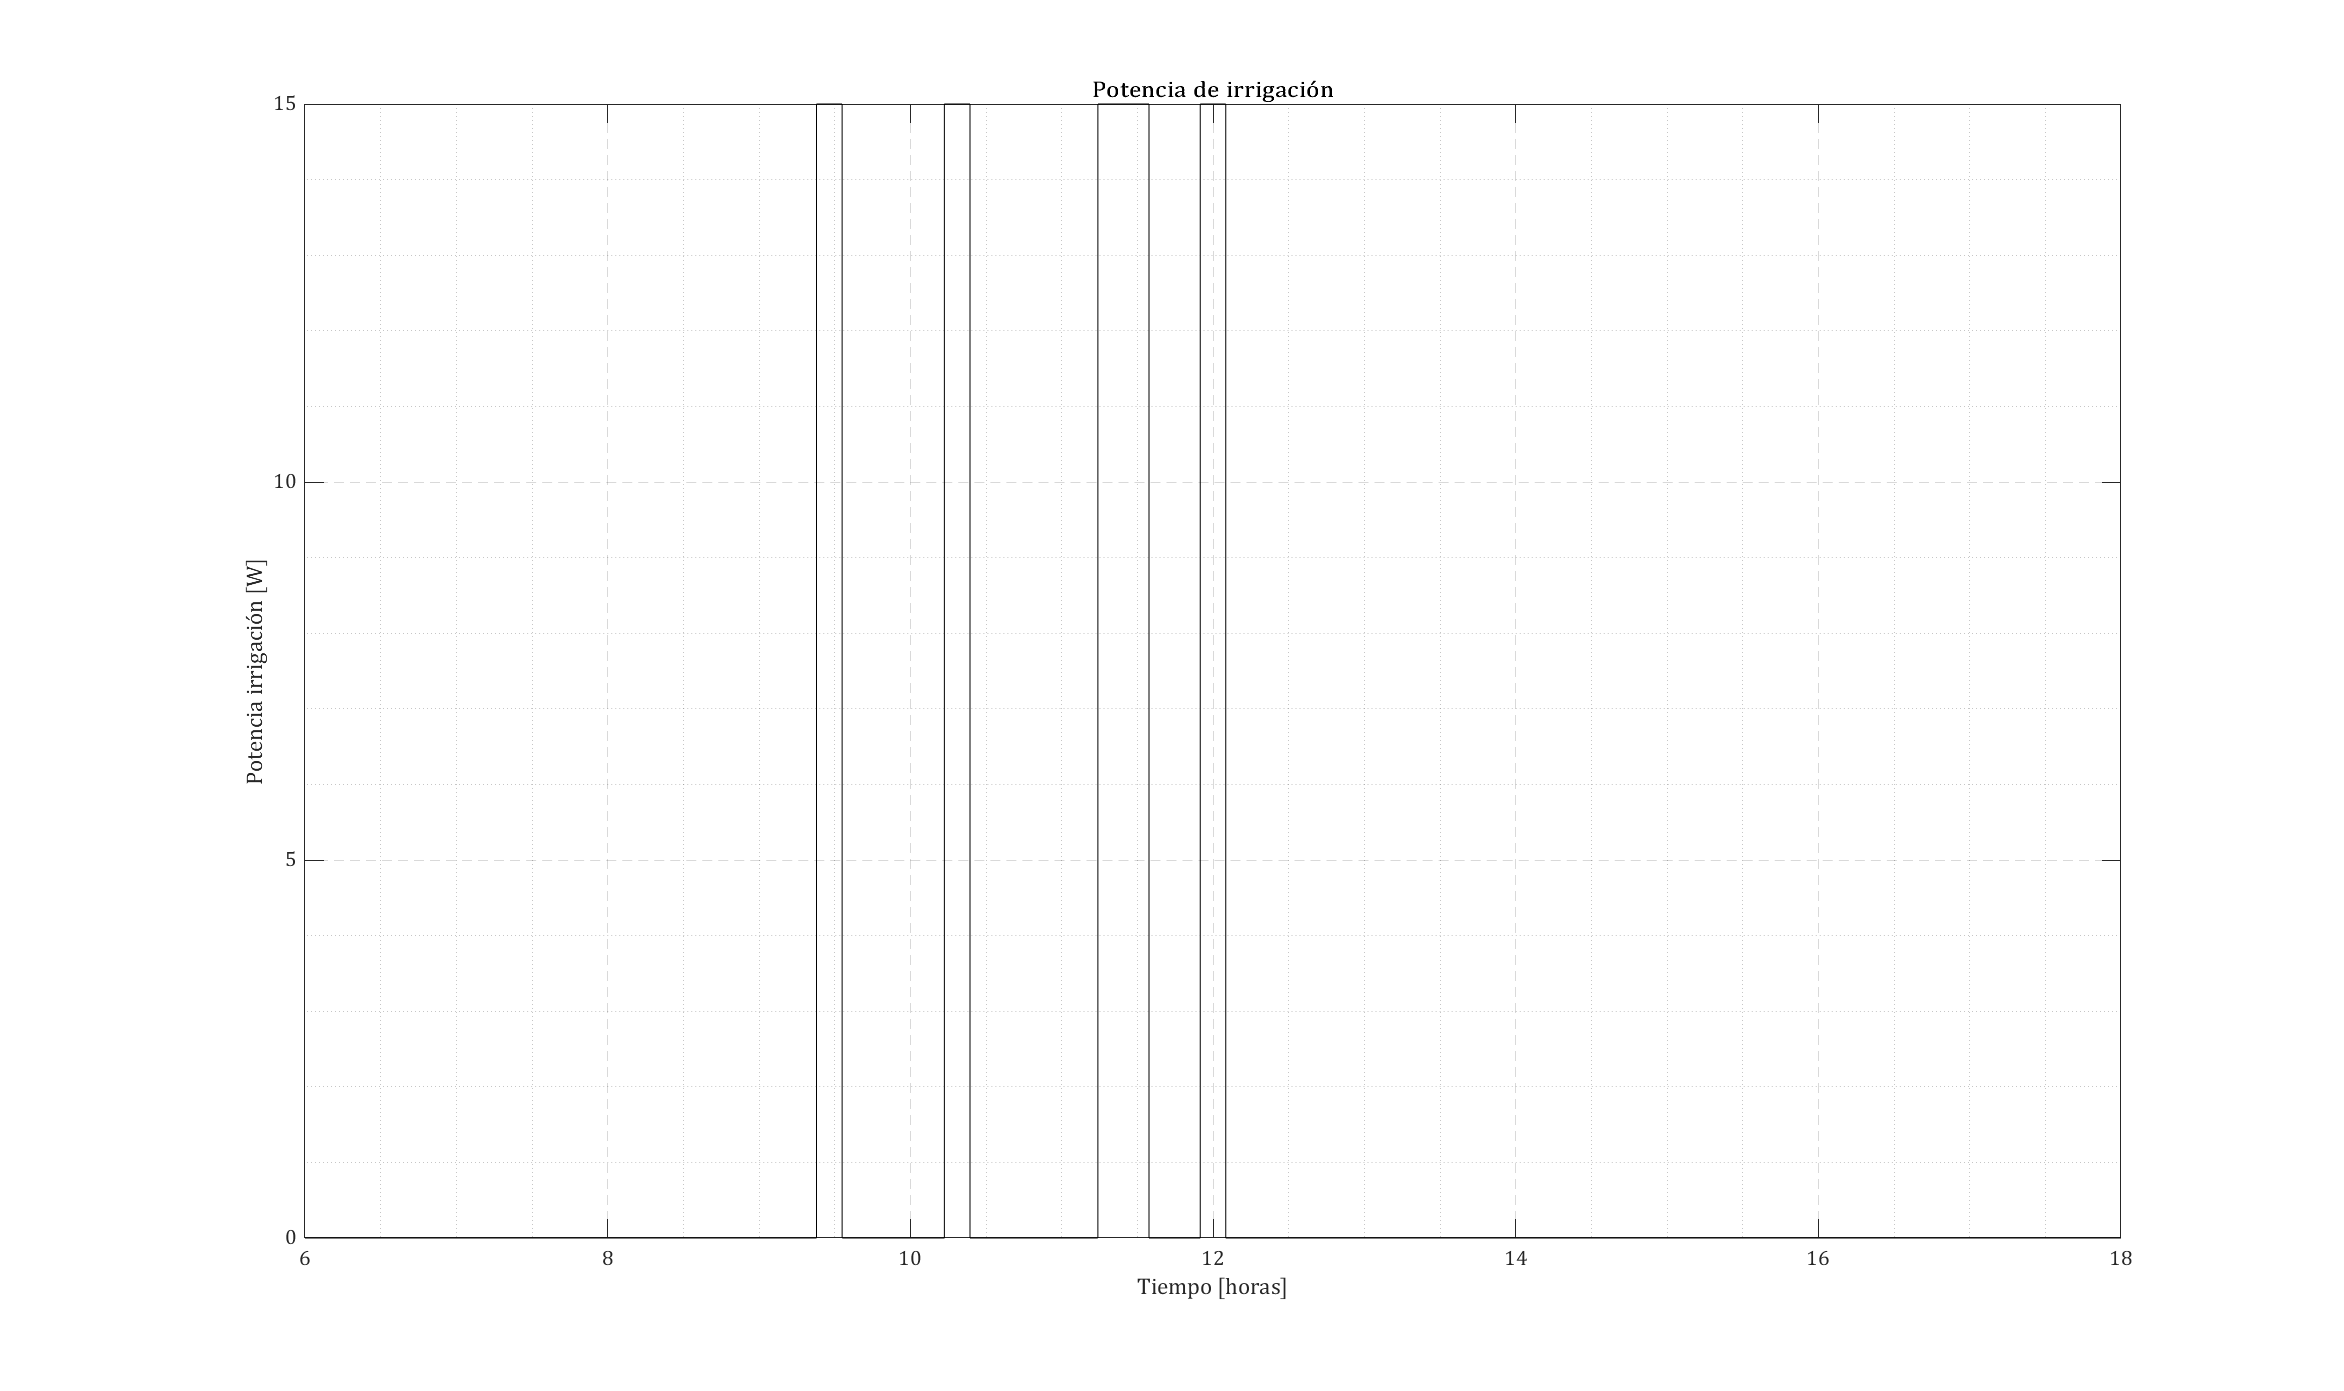 Potencia de irrigación
15
10
5
0
Potencia irrigación [W]
6 8 10 12 14 16 18
Tiempo [horas]